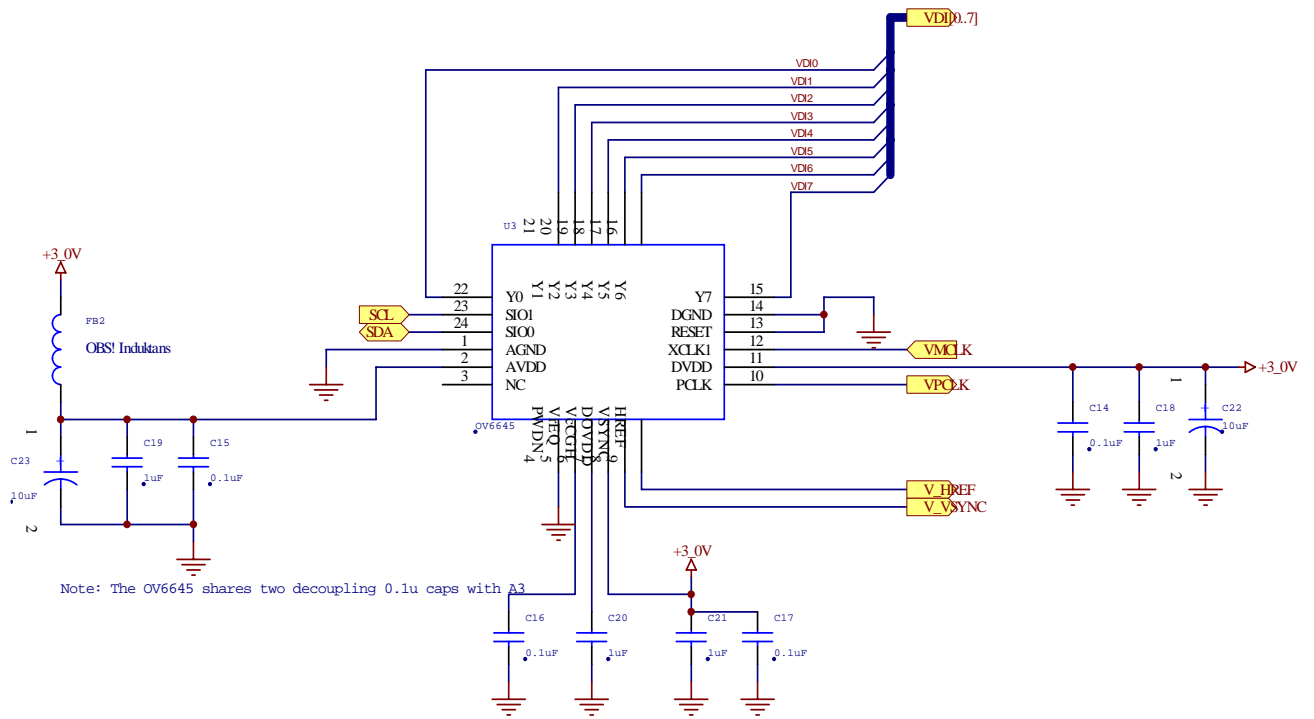 VDI[0..7]
VDI0
VDI1
VDI2
VDI3
VDI4
VDI5
VDI6
VDI7
U3
21
20
19
18
17
16
+3_0V
FB2
OBS! Induktans
SCL
SDA
22
23
24
1
2
3
Y0
SIO1
SIO0
AGND
AVDD
NC
Y1
Y2
Y3
Y4
Y5
Y6
Y7
DGND
RESET
XCLK1
DVDD
PCLK
15
14
13
12
11
10
VMCLK
VPCLK
+3_0V
OV6645
PWDN
VrEQ
VcCGH
DOVDD
VSYNC
HREF
4
5
6
7
8
9
1
C23
10uF
2
C19
1uF
C15
0.1uF
C14
0.1uF
C18
1uF
1
C22
10uF
2
V_HREF
V_VSYNC
Note: The OV6645 shares two decoupling 0.1u caps with A3
+3_0V
C16
0.1uF
C20
1uF
C21
1uF
C17
0.1uF